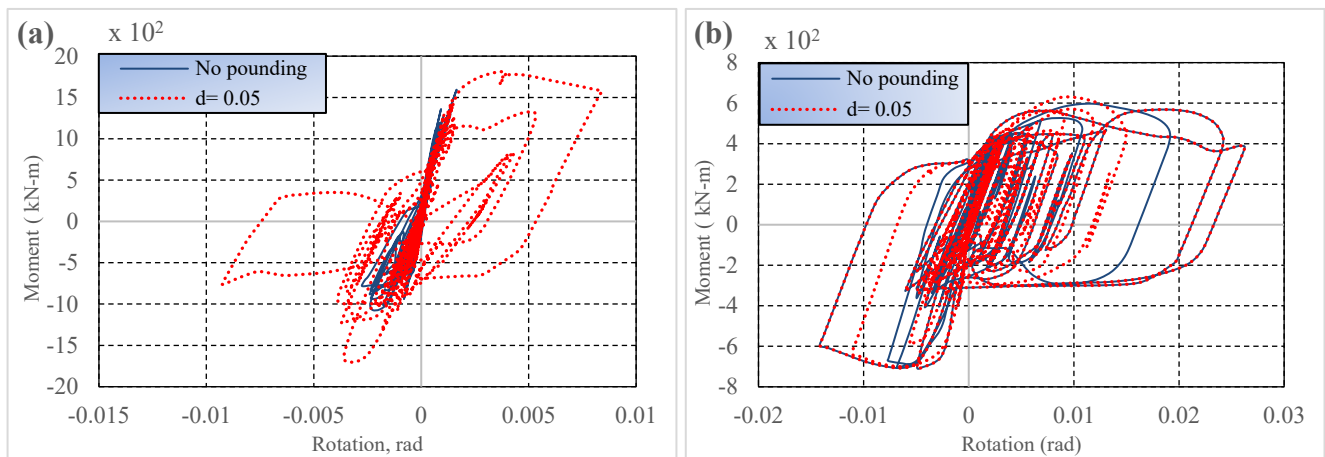 (a)
x 10²
No pounding
d= 0.05
20
15
10
5
0
-5
-10
-15
-20
Moment ( kN-m)
-0.015
-0.01
-0.005
0
0.005
0.01
Rotation, rad
(b)
x 10²
No pounding
d= 0.05
8
6
4
2
0
-2
-4
-6
-8
Moment ( kN-m)
-0.02
-0.01
0
0.01
0.02
0.03
Rotation (rad)